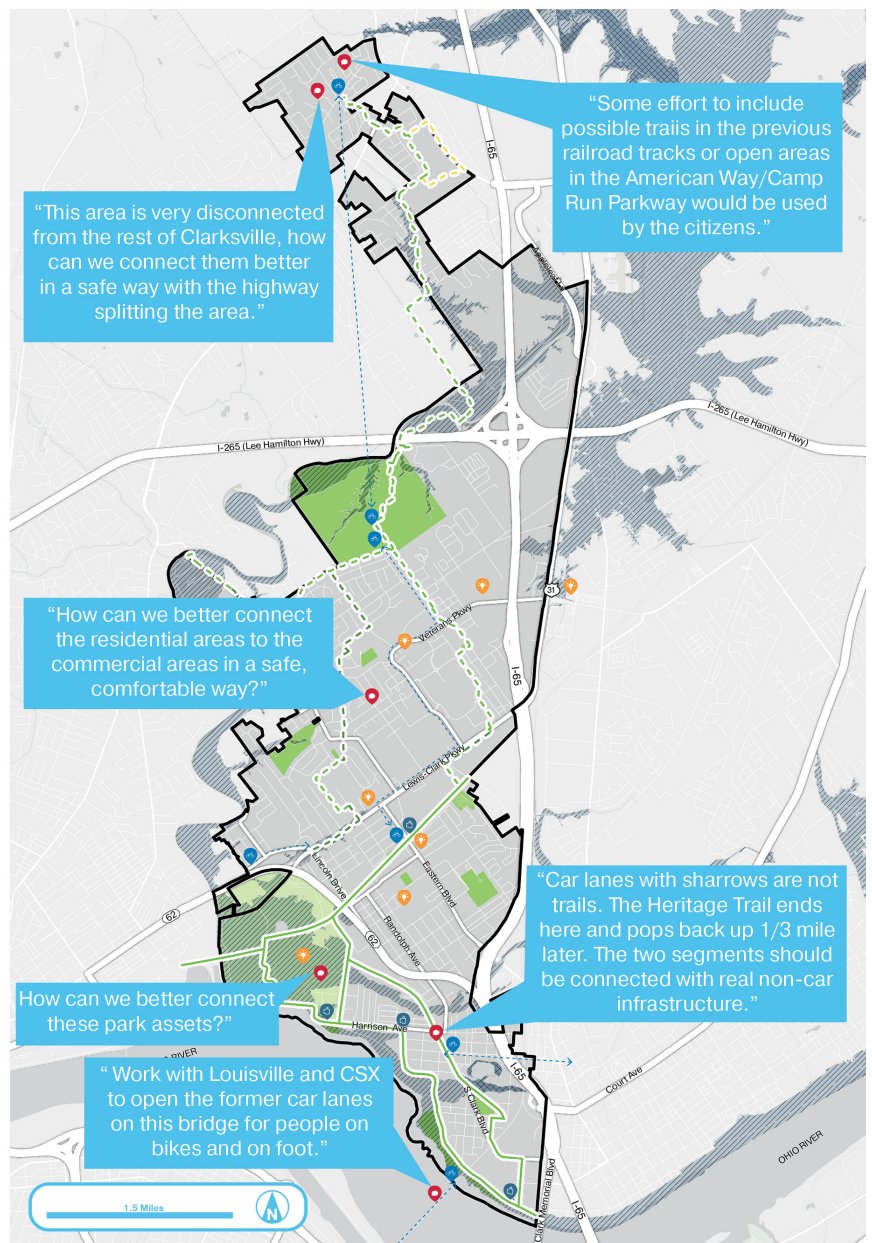 I-65
“Some effort to include
possible traiis in the previous
railroad tracks or open areas
in the American Way/Camp
Run Parkway would be used
by the citizens.”
“This area is very disconnected
from the rest of Clarksville, how
can we connect them better
in a safe way with the highway
splitting the area.”
I-265 (Lee Hamilton Hwy)
I-265 (Lee Hamilton Hwy)
31
“How can we better connect
the residential areas to the
commercial areas in a safe,
comfortable way?”
Veterans Pkwy
I-65
Lewis-Clark Pkwy
Lincoln Drive
Eastern Blvd
“Car lanes with sharrows are not
trails. The Heritage Trail ends
here and pops back up 1/3 mile
later. The two segments should
be connected with real non-car
infrastructure.”
62
Randolph Ave
62
How can we better connect
these park assets?”
Harrison Ave
RIVER
“ Work with Louisville and CSX
to open the former car lanes
on this bridge for people on
bikes and on foot.”
I-65
Court Ave
S Clark Blvd
OHIO RIVER
Clark Memorial Blvd
I-65
1.5 Miles
N